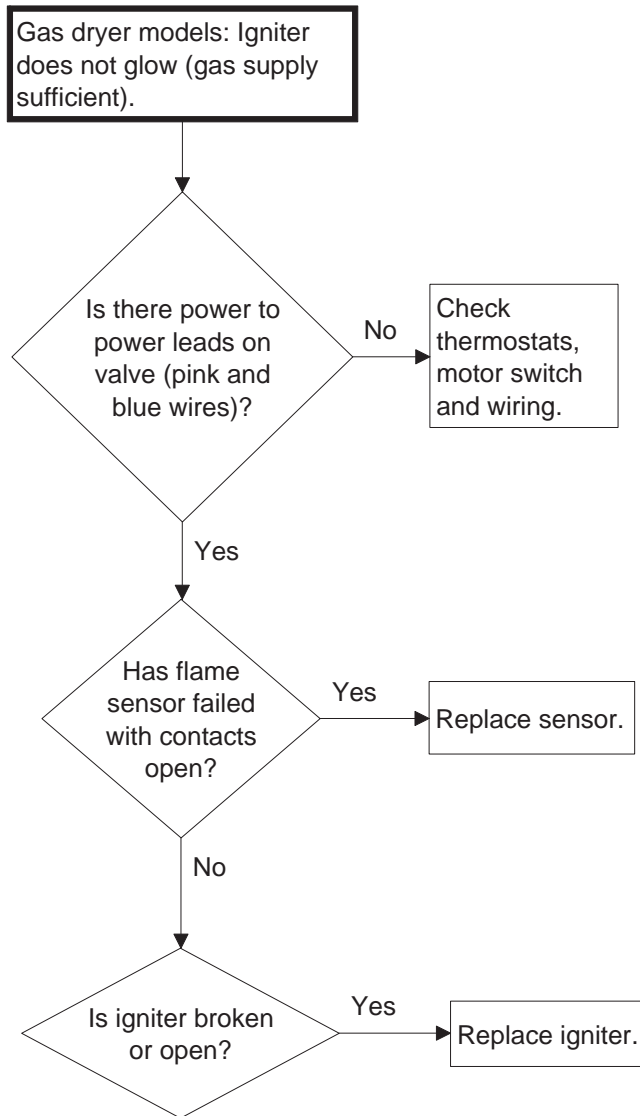 Gas dryer models: Igniter
does not glow (gas supply
sufficient).
Is there power to
power leads on
valve (pink and
blue wires)?
No
Check
thermostats,
motor switch
and wiring.
Yes
Has flame
sensor failed
with contacts
open?
Yes
Replace sensor.
No
Is igniter broken
or open?
Yes
Replace igniter.